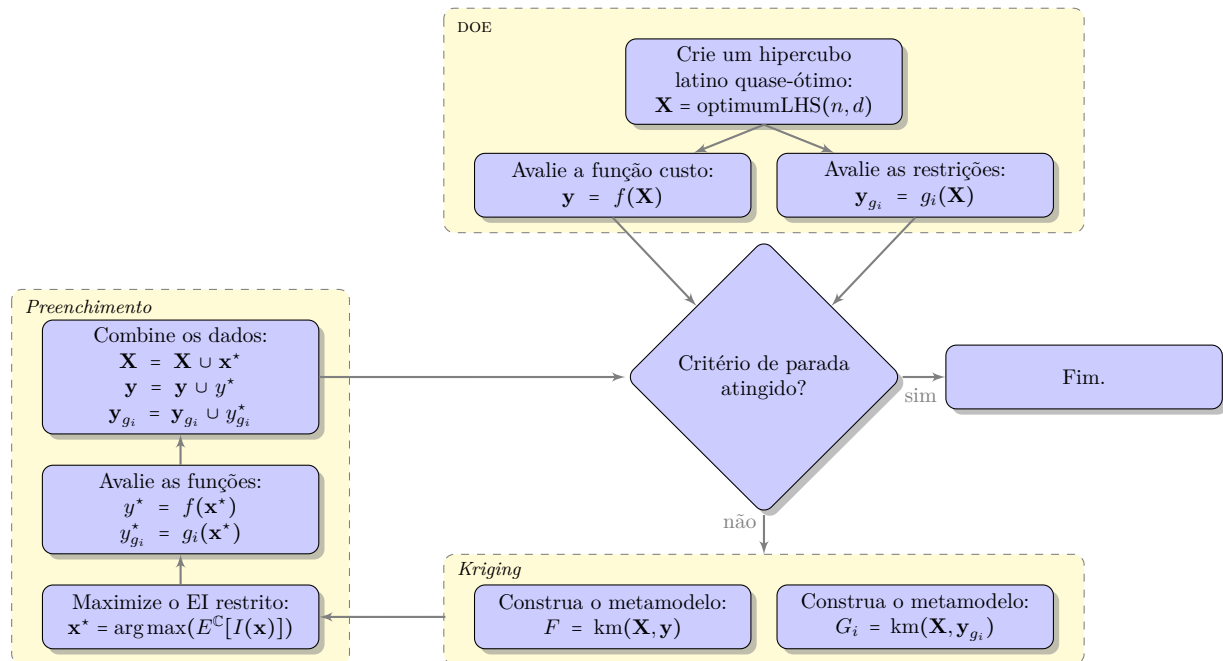 DOE
Crie um hipercubo
latino quase-ótimo:
𝐗 = optimumLHS(n, d)
Avalie a função custo:
𝐲 = f(𝐗)
Avalie as restrições:
𝐲_{g_i} = g_i(𝐗)
Critério de parada
atingido?
sim
Fim.
não
Kriging
Construa o metamodelo:
F = km(𝐗, 𝐲)
Construa o metamodelo:
G_i = km(𝐗, 𝐲_{g_i})
Preenchimento
Combine os dados:
𝐗 = 𝐗 ∪ 𝐱^⋆
𝐲 = 𝐲 ∪ y^⋆
𝐲_{g_i} = 𝐲_{g_i} ∪ y^⋆_{g_i}
Avalie as funções:
y^⋆ = f(𝐱^⋆)
y^⋆_{g_i} = g_i(𝐱^⋆)
Maximize o EI restrito:
𝐱^⋆ = arg max(E^ℂ[I(𝐱)])